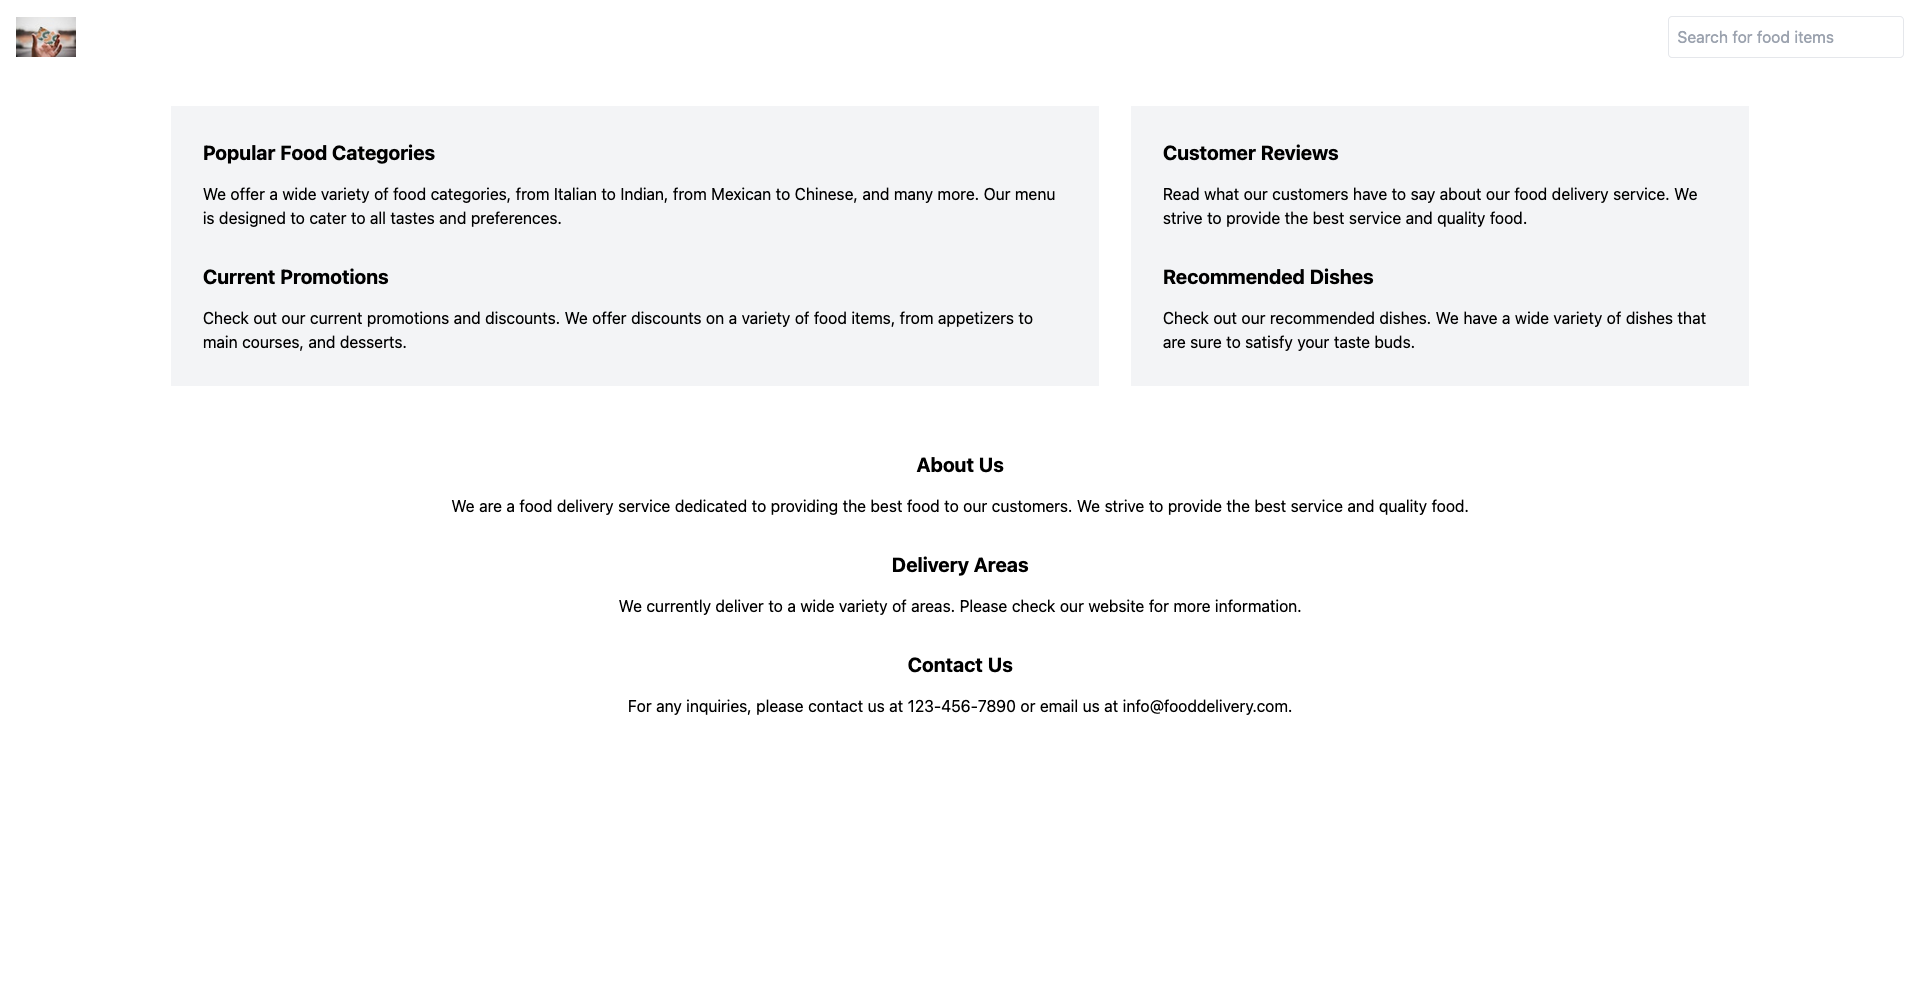 Search for food items
Popular Food Categories
We offer a wide variety of food categories, from Italian to Indian, from Mexican to Chinese, and many more. Our menu
is designed to cater to all tastes and preferences.
Current Promotions
Check out our current promotions and discounts. We offer discounts on a variety of food items, from appetizers to
main courses, and desserts.
Customer Reviews
Read what our customers have to say about our food delivery service. We
strive to provide the best service and quality food.
Recommended Dishes
Check out our recommended dishes. We have a wide variety of dishes that
are sure to satisfy your taste buds.
About Us
We are a food delivery service dedicated to providing the best food to our customers. We strive to provide the best service and quality food.
Delivery Areas
We currently deliver to a wide variety of areas. Please check our website for more information.
Contact Us
For any inquiries, please contact us at 123-456-7890 or email us at info@fooddelivery.com.